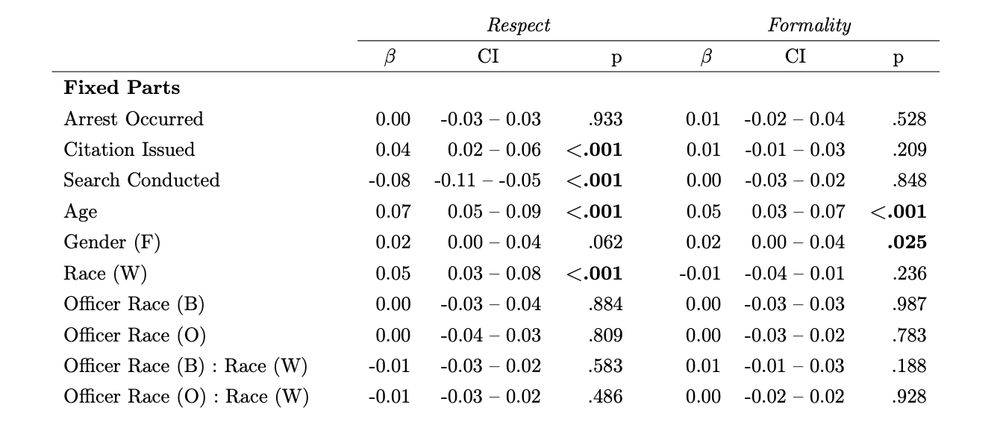 Respect Formality
β CI p β CI p
Fixed Parts
Arrest Occurred 0.00 -0.03 – 0.03 .933 0.01 -0.02 – 0.04 .528
Citation Issued 0.04 0.02 – 0.06 <.001 0.01 -0.01 – 0.03 .209
Search Conducted -0.08 -0.11 – -0.05 <.001 0.00 -0.03 – 0.02 .848
Age 0.07 0.05 – 0.09 <.001 0.05 0.03 – 0.07 <.001
Gender (F) 0.02 0.00 – 0.04 .062 0.02 0.00 – 0.04 .025
Race (W) 0.05 0.03 – 0.08 <.001 -0.01 -0.04 – 0.01 .236
Officer Race (B) 0.00 -0.03 – 0.04 .884 0.00 -0.03 – 0.03 .987
Officer Race (O) 0.00 -0.04 – 0.03 .809 0.00 -0.03 – 0.02 .783
Officer Race (B) : Race (W) -0.01 -0.03 – 0.02 .583 0.01 -0.01 – 0.03 .188
Officer Race (O) : Race (W) -0.01 -0.03 – 0.02 .486 0.00 -0.02 – 0.02 .928